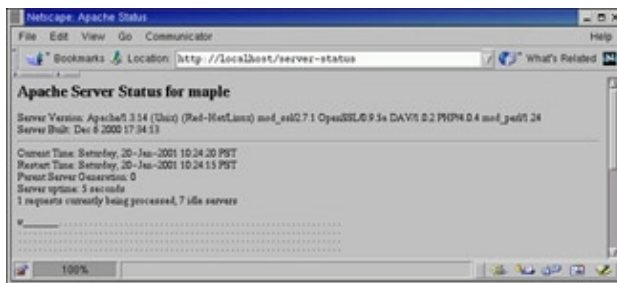 Netscape: Apache Status
File Edit View Go Communicator Help
Bookmarks Location: http://localhost/server-status What's Related
Apache Server Status for maple
Server Version: Apache/1.3.14 (Unix) (Red-Hat/Linux) mod_ssl/2.7.1 OpenSSL/0.9.5a DAV/1.0.2 PHP/4.0.4 mod_perl/1.24
Server Built: Dec 6 2000 17:34:13
Current Time: Saturday, 20-Jan-2001 10:24:20 PST
Restart Time: Saturday, 20-Jan-2001 10:24:15 PST
Parent Server Generation: 0
Server uptime: 5 seconds
1 requests currently being processed, 7 idle servers
100%